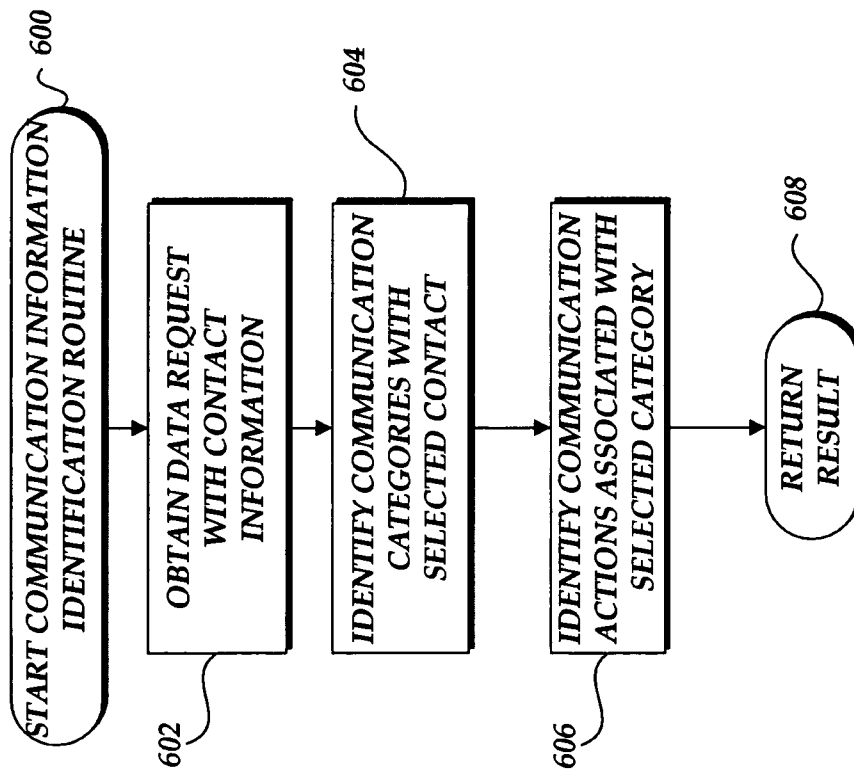 START COMMUNICATION INFORMATION
IDENTIFICATION ROUTINE
600
OBTAIN DATA REQUEST
WITH CONTACT
INFORMATION
602
IDENTIFY COMMUNICATION
CATEGORIES WITH
SELECTED CONTACT
604
IDENTIFY COMMUNICATION
ACTIONS ASSOCIATED WITH
SELECTED CATEGORY
606
RETURN
RESULT
608